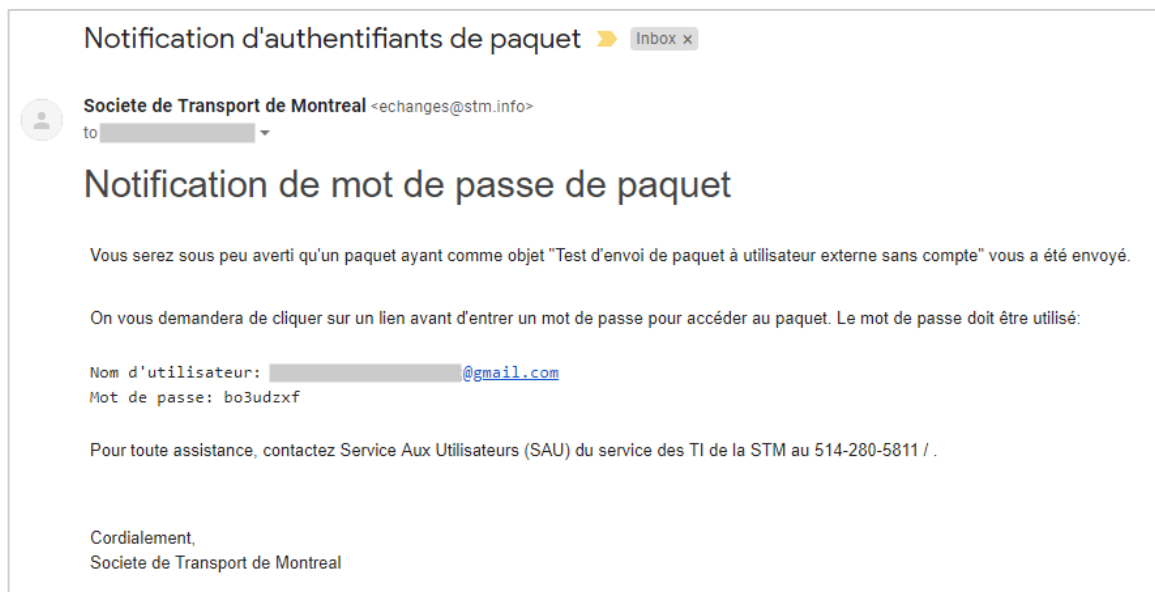 Notification d'authentifiants de paquet Inbox x
Societe de Transport de Montreal <echanges@stm.info>
to
Notification de mot de passe de paquet
Vous serez sous peu averti qu'un paquet ayant comme objet "Test d'envoi de paquet à utilisateur externe sans compte" vous a été envoyé.
On vous demandera de cliquer sur un lien avant d'entrer un mot de passe pour accéder au paquet. Le mot de passe doit être utilisé:
Nom d'utilisateur: @gmail.com
Mot de passe: bo3udzxf
Pour toute assistance, contactez Service Aux Utilisateurs (SAU) du service des TI de la STM au 514-280-5811 / .
Cordialement,
Societe de Transport de Montreal